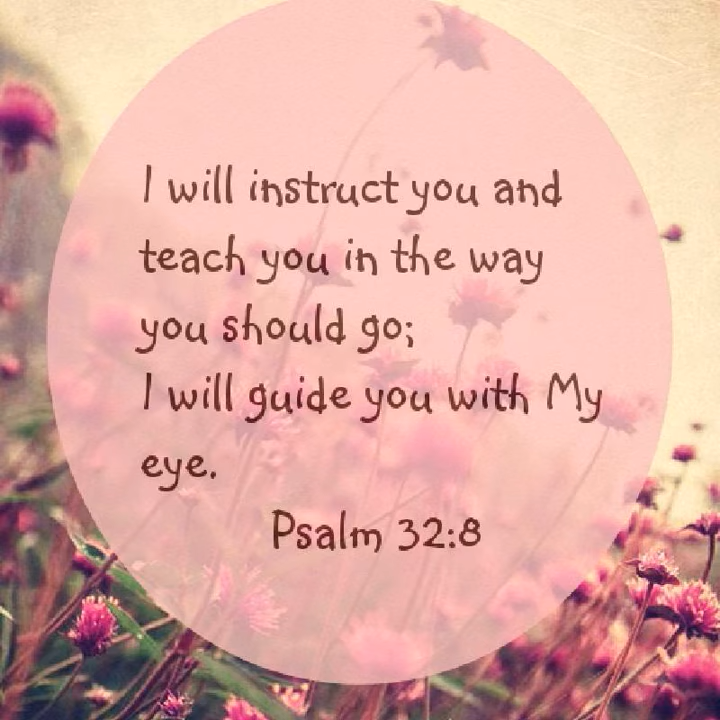 I will instruct you and
teach you in the way
you should go;
I will guide you with My
eye.
Psalm 32:8